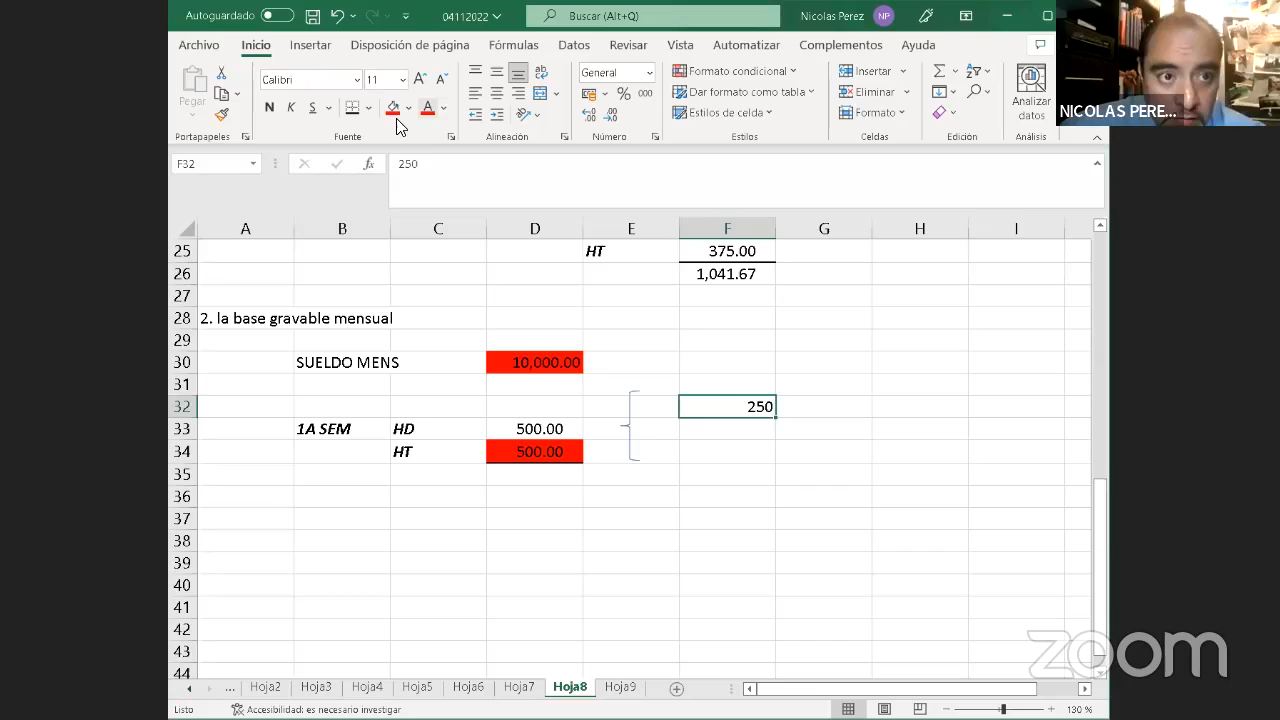 Autoguardado
04112022
Buscar (Alt+Q)
Nicolas Perez
NP
Archivo
Inicio
Insertar
Disposición de página
Fórmulas
Datos
Revisar
Vista
Automatizar
Complementos
Ayuda
Pegar
Calibri
11
N K S
General
% 000
Formato condicional
Dar formato como tabla
Estilos de celda
Insertar
Eliminar
Formato
Analizar
datos
Portapapeles
Fuente
Alineación
Número
Estilos
Celdas
Edición
Análisis
NICOLAS PERE...
F32
fx
250
A B C D E F G H I
25 HT 375.00
26 1,041.67
27
28 2. la base gravable mensual
29
30 SUELDO MENS 10,000.00
31
32 250
33 1A SEM HD 500.00
34 HT 500.00
35
36
37
38
39
40
41
42
43
44
zoom
... Hoja2 Hoja3 Hoja4 Hoja6 Hoja7 Hoja8 Hoja9
Listo
Accesibilidad: es necesario investigar
130 %